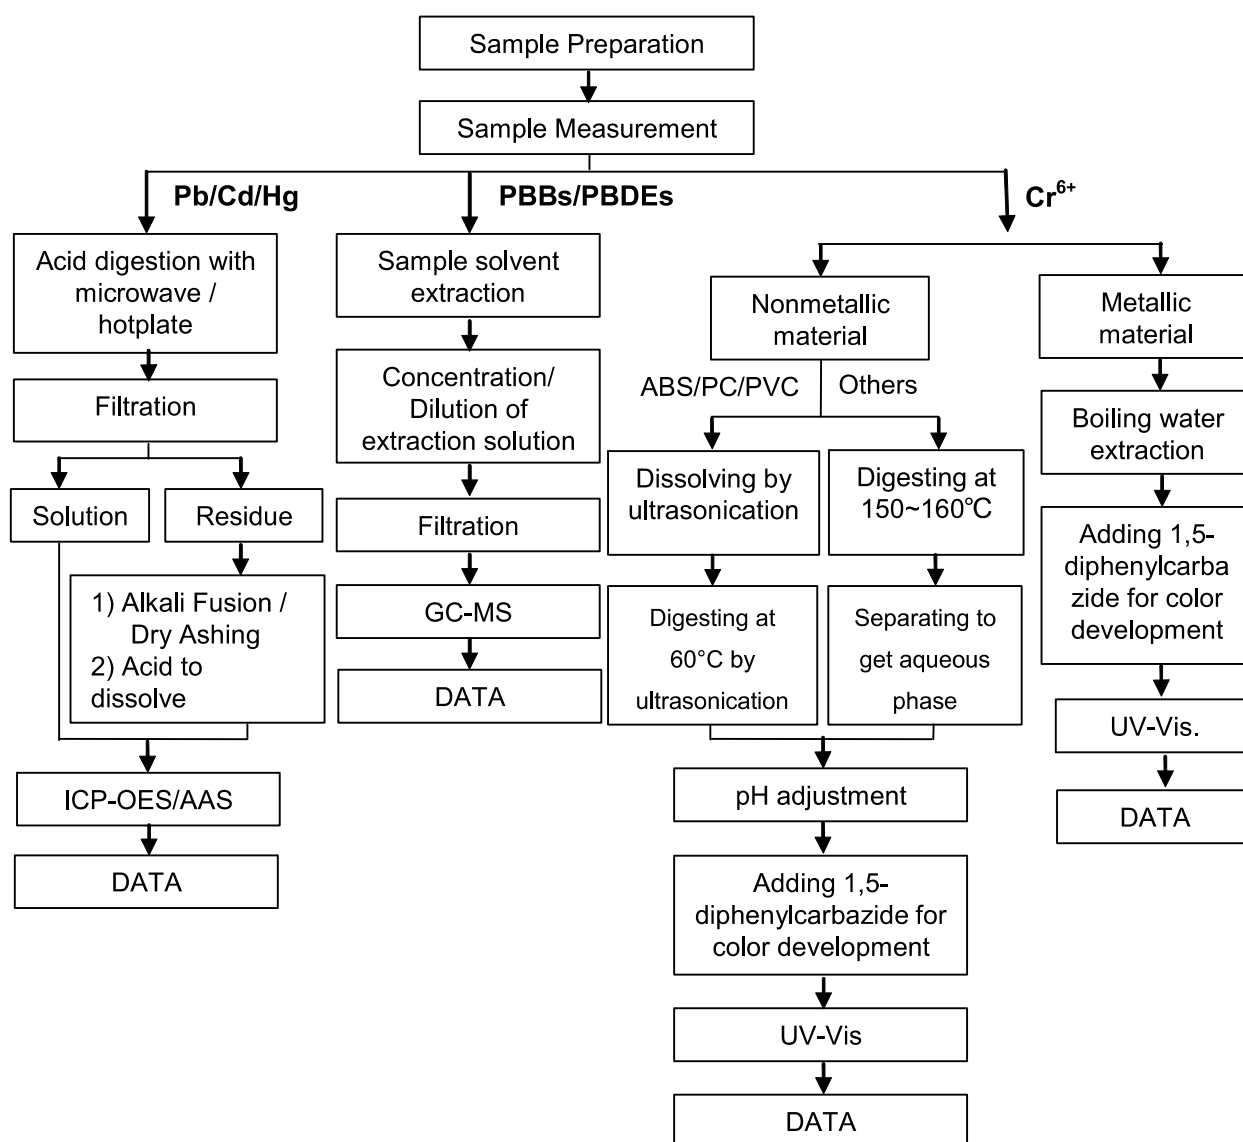 Sample Preparation
Sample Measurement
Pb/Cd/Hg
PBBs/PBDEs
Cr⁶⁺
Acid digestion with
microwave /
hotplate
Filtration
Solution
Residue
1) Alkali Fusion /
Dry Ashing
2) Acid to
dissolve
ICP-OES/AAS
DATA
Sample solvent
extraction
Concentration/
Dilution of
extraction solution
Filtration
GC-MS
DATA
Nonmetallic
material
ABS/PC/PVC
Others
Dissolving by
ultrasonication
Digesting at
60°C by
ultrasonication
Digesting at
150~160℃
Separating to
get aqueous
phase
pH adjustment
Adding 1,5-
diphenylcarbazide for
color development
UV-Vis
DATA
Metallic
material
Boiling water
extraction
Adding 1,5-
diphenylcarba
zide for color
development
UV-Vis.
DATA